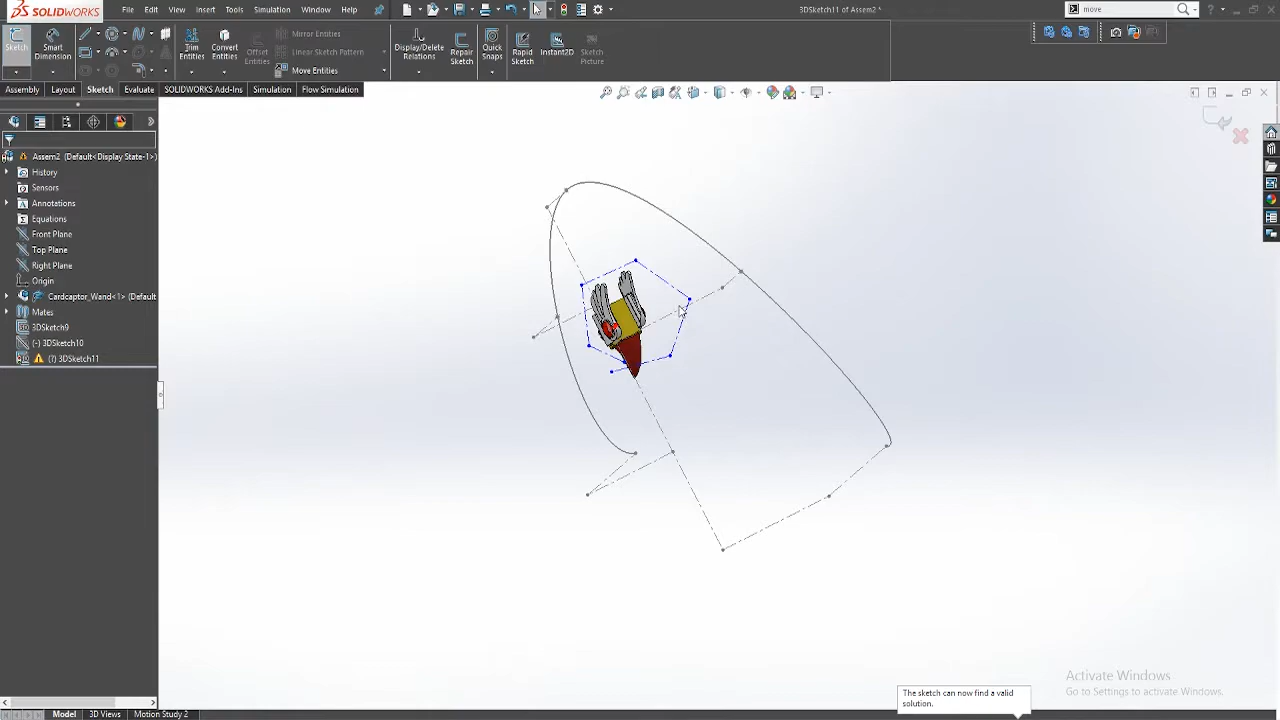 SOLIDWORKS File Edit View Insert Tools Simulation Window Help 3DSketch11 of Assem2 * move
Sketch Smart Dimension Trim Entities Convert Entities Offset Entities Mirror Entities Linear Sketch Pattern Move Entities Display/Delete Relations Repair Sketch Quick Snaps Rapid Sketch Instant2D Sketch Picture
Assembly Layout Sketch Evaluate SOLIDWORKS Add-Ins Simulation Flow Simulation
Assem2 (Default<Display State-1>)
History
Sensors
Annotations
Equations
Front Plane
Top Plane
Right Plane
Origin
Cardcaptor_Wand<1> (Default
Mates
3DSketch9
(-) 3DSketch10
(?) 3DSketch11
Activate Windows
Go to Settings to activate Windows.
The sketch can now find a valid
solution.
Model 3D Views Motion Study 2